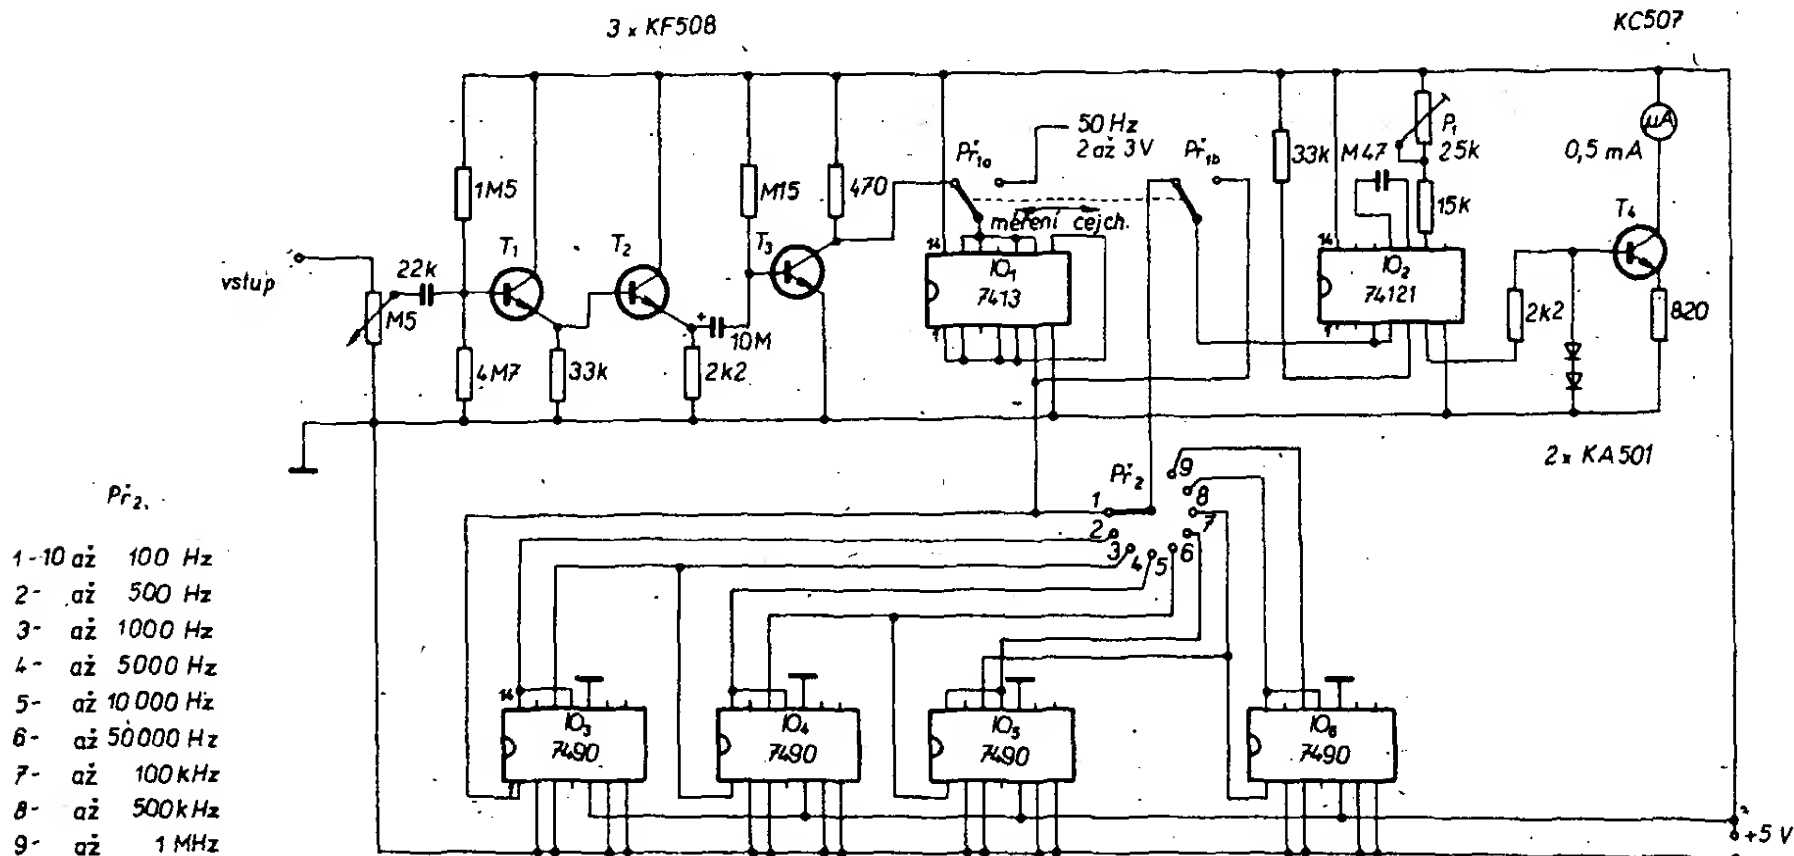 3 x KF508
KC507
50 Hz
2 až 3V
Př1a
Př1b
měření cejch.
1M5
M15
470
33k
M47
P1
25k
15k
µA
0,5 mA
T1
T2
T3
T4
vstup
22k
M5
4M7
33k
2k2
10M
14
IO1
7413
7
14
IO2
74121
1
2k2
820
2x KA501
Př2
1
2
3
4
5
6
7
8
9
Př2.
1-10 až 100 Hz
2- až 500 Hz
3- až 1000 Hz
4- až 5000 Hz
5- až 10 000 Hz
6- až 50000 Hz
7- až 100 kHz
8- až 500 kHz
9- až 1 MHz
14
IO3
7490
IO4
7490
IO5
7490
IO6
7490
+5 V